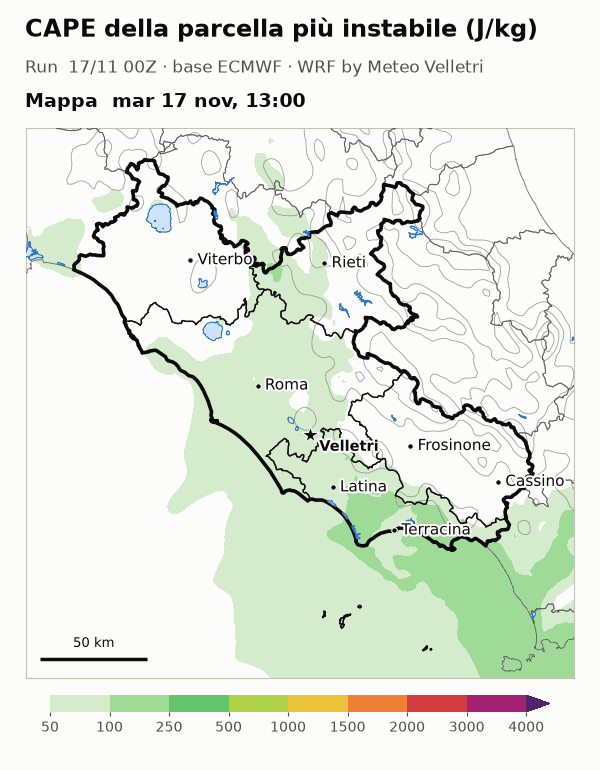 CAPE della parcella più instabile (J/kg)
Run  17/11 00Z · base ECMWF · WRF by Meteo Velletri
Mappa  mar 17 nov, 13:00
Viterbo
Rieti
Roma
Velletri
Frosinone
Latina
Cassino
Terracina
50 km
50 100 250 500 1000 1500 2000 3000 4000